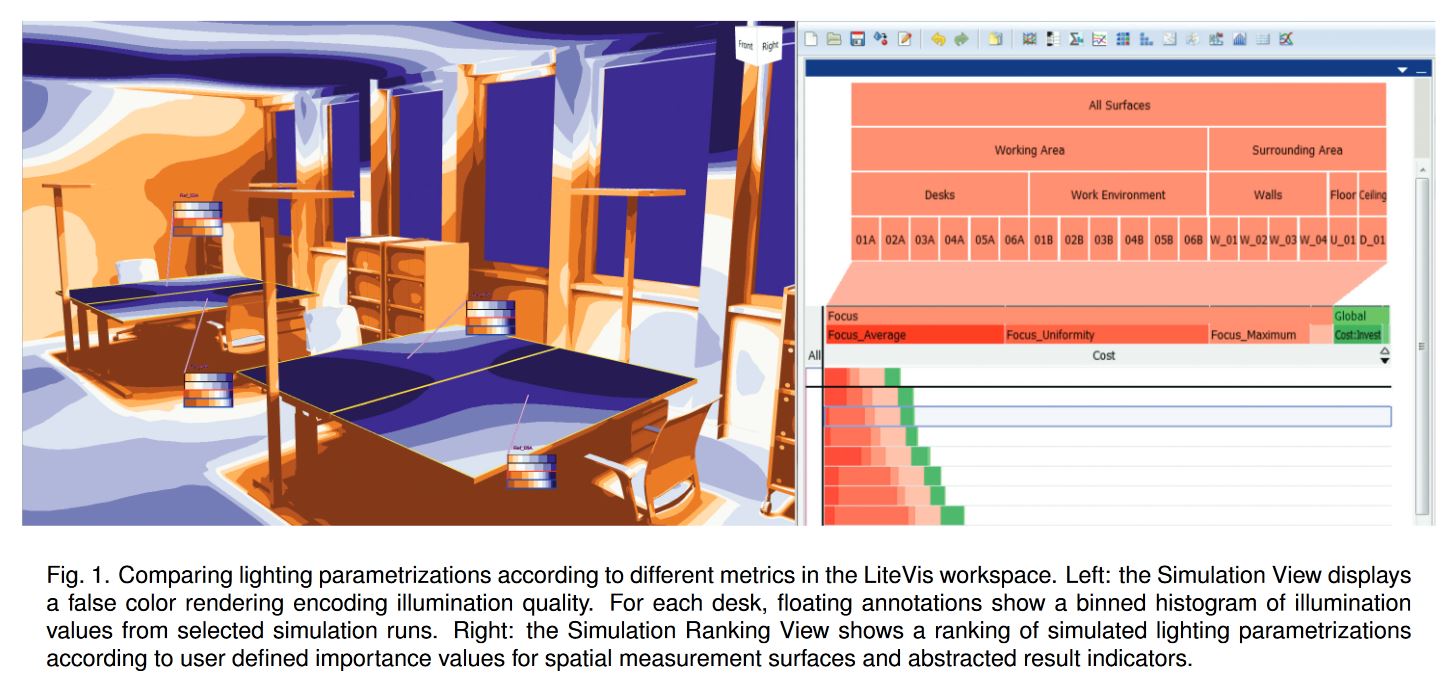 Front Right
All Surfaces
Working Area Surrounding Area
Desks Work Environment Walls Floor Ceiling
01A 02A 03A 04A 05A 06A 01B 02B 03B 04B 05B 06B W_01 W_02 W_03 W_04 U_01 D_01
Focus Global
Focus_Average Focus_Uniformity Focus_Maximum Cost:Invest
All Cost
Fig. 1. Comparing lighting parametrizations according to different metrics in the LiteVis workspace. Left: the Simulation View displays
a false color rendering encoding illumination quality. For each desk, floating annotations show a binned histogram of illumination
values from selected simulation runs. Right: the Simulation Ranking View shows a ranking of simulated lighting parametrizations
according to user defined importance values for spatial measurement surfaces and abstracted result indicators.